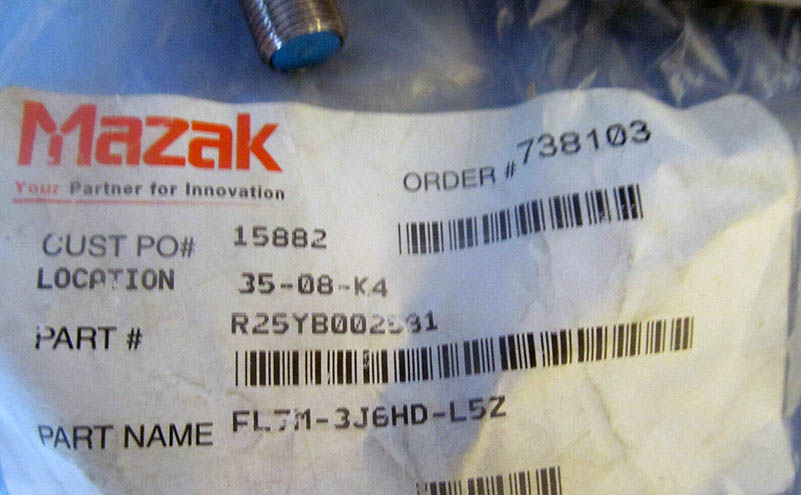 Mazak
Your Partner for Innovation
ORDER # 738103
CUST PO# 15882
LOCATION 35-08-K4
PART #
PART NAME FL7M-3J6HD-L5Z